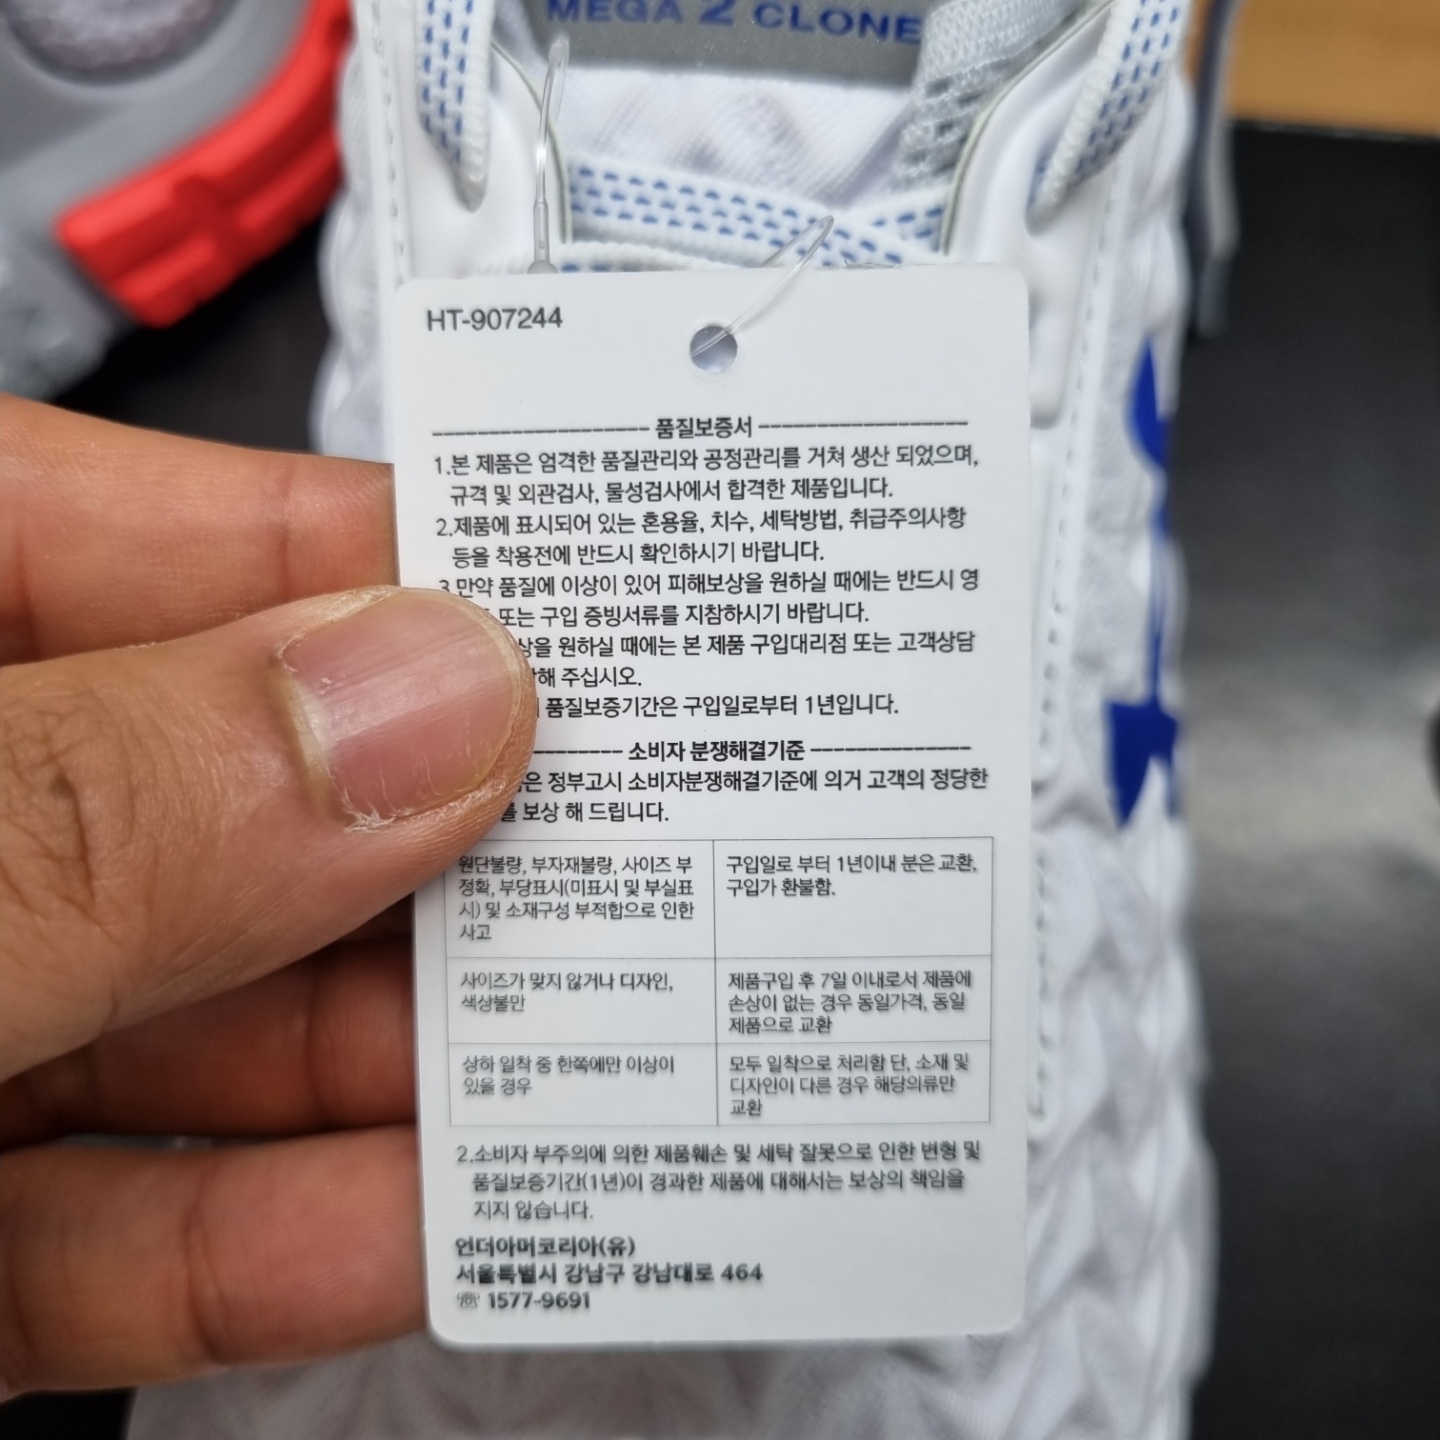 MEGA 2 CLONE
HT-907244
품질보증서
1.본 제품은 엄격한 품질관리와 공정관리를 거쳐 생산 되었으며,
규격 및 외관검사, 물성검사에서 합격한 제품입니다.
2.제품에 표시되어 있는 혼용율, 치수, 세탁방법, 취급주의사항
등을 착용전에 반드시 확인하시기 바랍니다.
3.만약 품질에 이상이 있어 피해보상을 원하실 때에는 반드시 영
또는 구입 증빙서류를 지참하시기 바랍니다.
원하실 때에는 본 제품 구입대리점 또는 고객상담
주십시오.
품질보증기간은 구입일로부터 1년입니다.
소비자 분쟁해결기준
정부고시 소비자분쟁해결기준에 의거 고객의 정당한
보상 해 드립니다.
원단불량, 부자재불량, 사이즈 부
정확, 부당표시(미표시 및 부실표
시) 및 소재구성 부적합으로 인한
사고
구입일로 부터 1년이내 분은 교환,
구입가 환불함.
사이즈가 맞지 않거나 디자인,
색상불만
제품구입 후 7일 이내로서 제품에
손상이 없는 경우 동일가격, 동일
제품으로 교환
상하 일착 중 한쪽에만 이상이
있을 경우
모두 일착으로 처리함 단, 소재 및
디자인이 다른 경우 해당의류만
교환
2.소비자 부주의에 의한 제품훼손 및 세탁 잘못으로 인한 변형 및
품질보증기간(1년)이 경과한 제품에 대해서는 보상의 책임을
지지 않습니다.
언더아머코리아(유)
서울특별시 강남구 강남대로 464
☏ 1577-9691